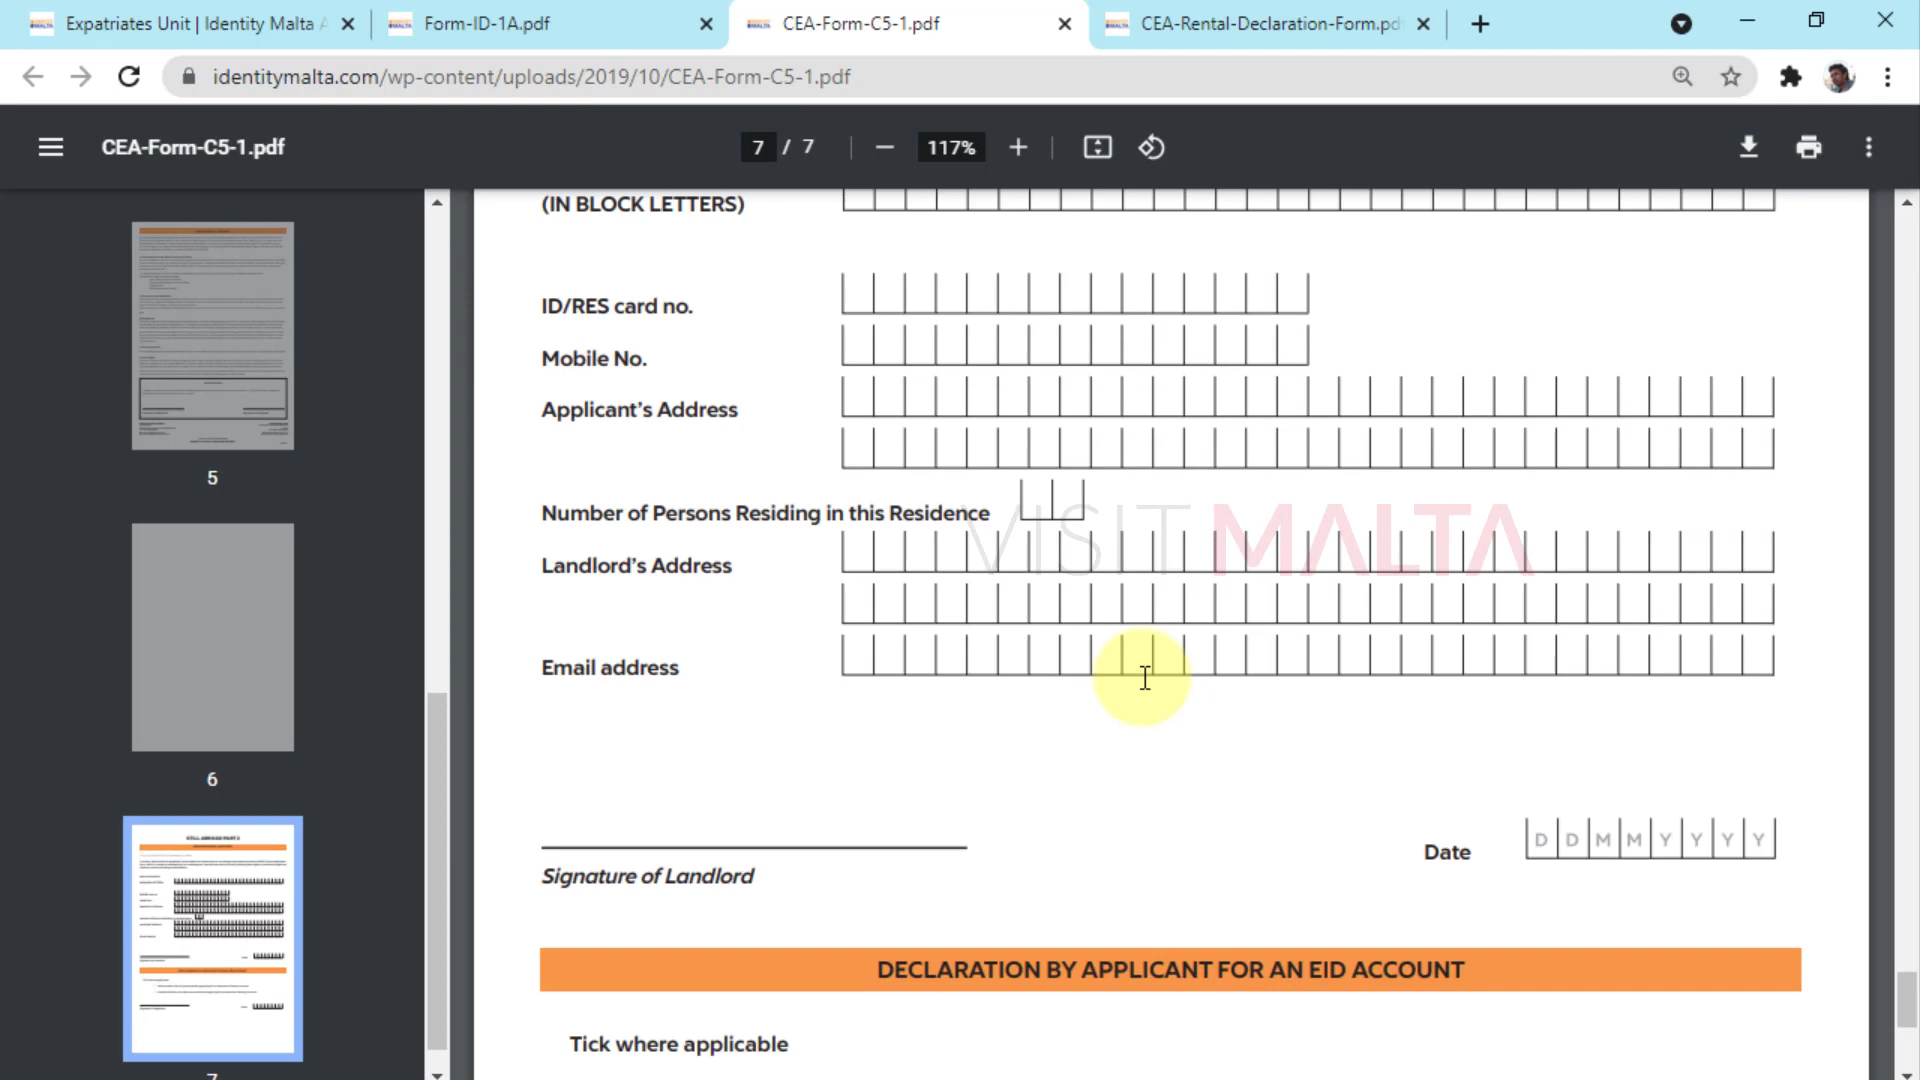 Expatriates Unit | Identity Malta A
Form-ID-1A.pdf
CEA-Form-C5-1.pdf
CEA-Rental-Declaration-Form.pd
identitymalta.com/wp-content/uploads/2019/10/CEA-Form-C5-1.pdf
CEA-Form-C5-1.pdf
7 / 7
117%
(IN BLOCK LETTERS)
ID/RES card no.
Mobile No.
Applicant’s Address
Number of Persons Residing in this Residence
VISIT MALTA
Landlord’s Address
Email address
Date
D D M M Y Y Y Y
Signature of Landlord
DECLARATION BY APPLICANT FOR AN EID ACCOUNT
Tick where applicable
5
6
7